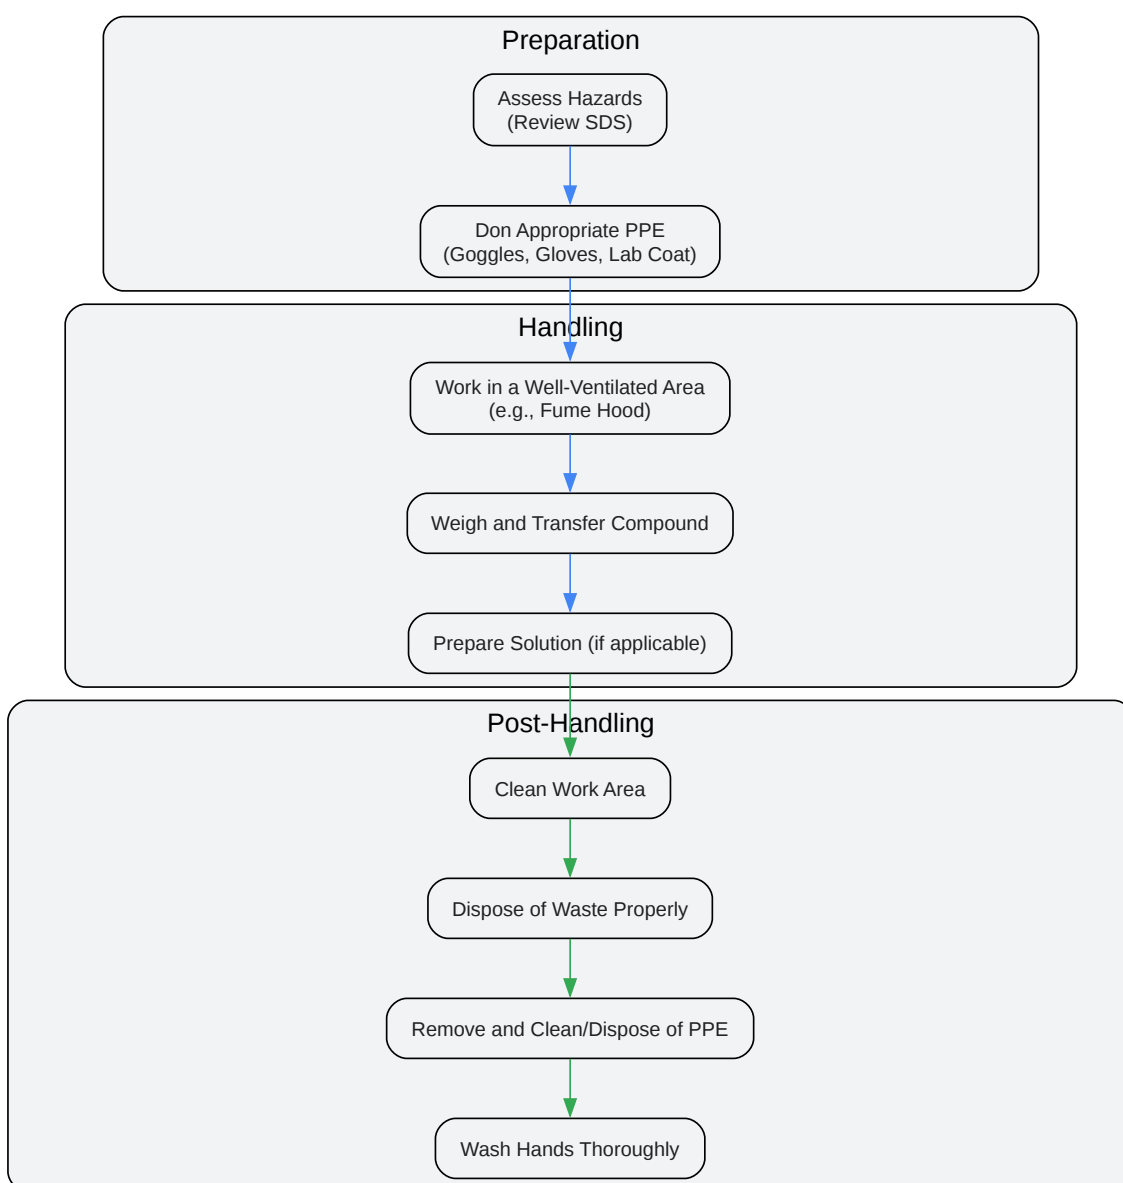 Preparation
Assess Hazards
(Review SDS)
Don Appropriate PPE
(Goggles, Gloves, Lab Coat)
Handling
Work in a Well-Ventilated Area
(e.g., Fume Hood)
Weigh and Transfer Compound
Prepare Solution (if applicable)
Post-Handling
Clean Work Area
Dispose of Waste Properly
Remove and Clean/Dispose of PPE
Wash Hands Thoroughly